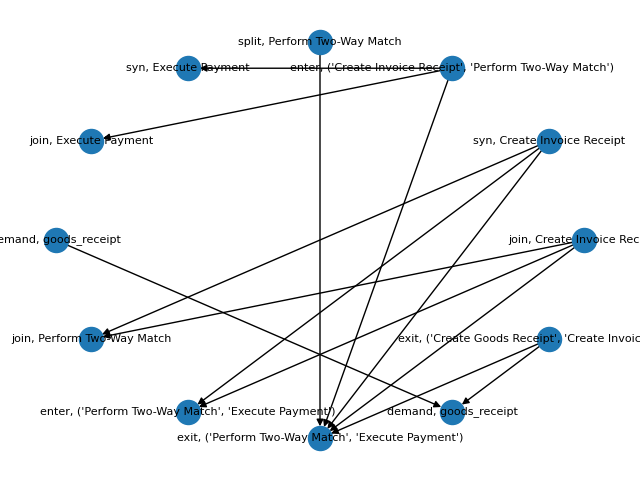 split, Perform Two-Way Match
syn, Execute Payment
enter, ('Create Invoice Receipt', 'Perform Two-Way Match')
join, Execute Payment
syn, Create Invoice Receipt
emand, goods_receipt
join, Create Invoice Rec
join, Perform Two-Way Match
exit, ('Create Goods Receipt', 'Create Invoic
enter, ('Perform Two-Way Match', 'Execute Payment')
demand, goods_receipt
exit, ('Perform Two-Way Match', 'Execute Payment')